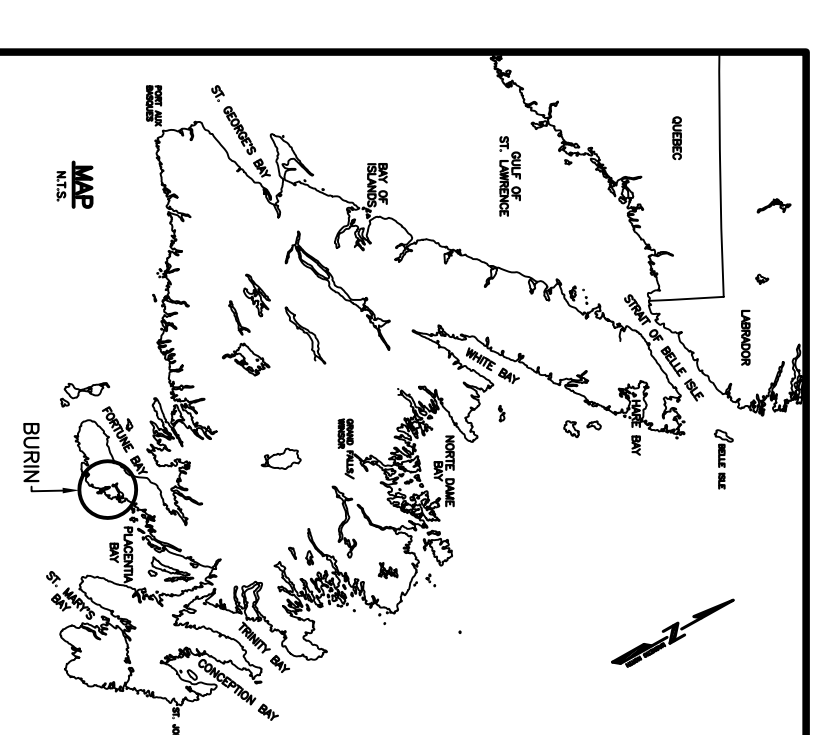 QUEBEC
LABRADOR
GULF OF
ST. LAWRENCE
STRAIT OF BELLE ISLE
BELLE ISLE
HARE BAY
WHITE BAY
BAY OF
ISLANDS
ST. GEORGE'S BAY
PORT AUX
BASQUES
MAP
N.T.S.
NORTE DAME
BAY
GRAND FALLS/
WINDSOR
FORTUNE BAY
BURIN
PLACENTIA
BAY
ST. MARY'S
BAY
TRINITY BAY
CONCEPTION BAY
ST. JO
N